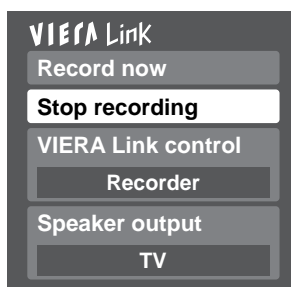 VIERA Link
Record now
Stop recording
VIERA Link control
Recorder
Speaker output
TV